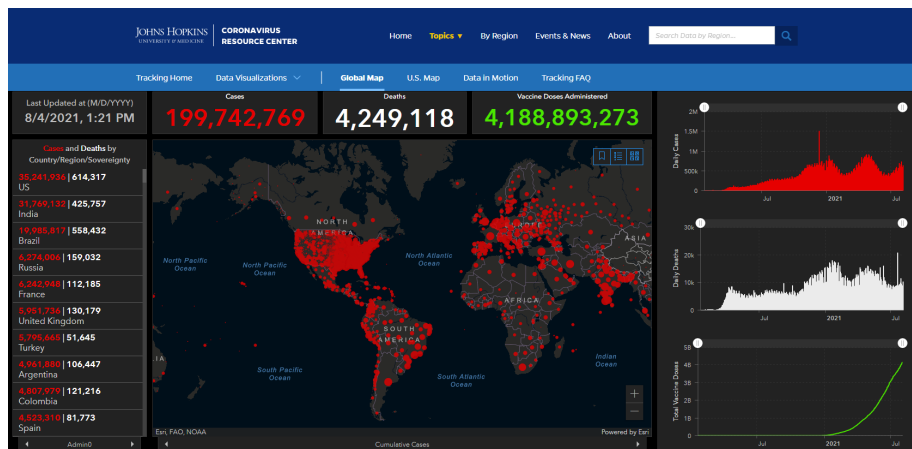 JOHNS HOPKINS
UNIVERSITY & MEDICINE
CORONAVIRUS
RESOURCE CENTER
Home
Topics ▾
By Region
Events & News
About
Search Data by Region...
Tracking Home
Data Visualizations
Global Map
U.S. Map
Data in Motion
Tracking FAQ
Last Updated at (M/D/YYYY)
8/4/2021, 1:21 PM
Cases
199,742,769
Deaths
4,249,118
Vaccine Doses Administered
4,188,893,273
Cases and Deaths by
Country/Region/Sovereignty
35,241,936 | 614,317
US
31,769,132 | 425,757
India
19,985,817 | 558,432
Brazil
6,274,006 | 159,032
Russia
6,242,948 | 112,185
France
5,951,736 | 130,179
United Kingdom
5,795,665 | 51,645
Turkey
4,961,880 | 106,447
Argentina
4,807,979 | 121,216
Colombia
4,523,310 | 81,773
Spain
Admin0
NORTH
AMERICA
EUROPE
ASIA
North Pacific
Ocean
North Pacific
Ocean
North Atlantic
Ocean
AFRICA
SOUTH
AMERICA
IA
South Pacific
Ocean
South Atlantic
Ocean
Indian
Ocean
Esri, FAO, NOAA
Powered by Esri
Cumulative Cases
Daily Cases
2M
1.5M
1M
500k
0
Jul
2021
Jul
Daily Deaths
30k
20k
10k
0
Jul
2021
Jul
Total Vaccine Doses
5B
4B
3B
2B
1B
0
Jul
2021
Jul